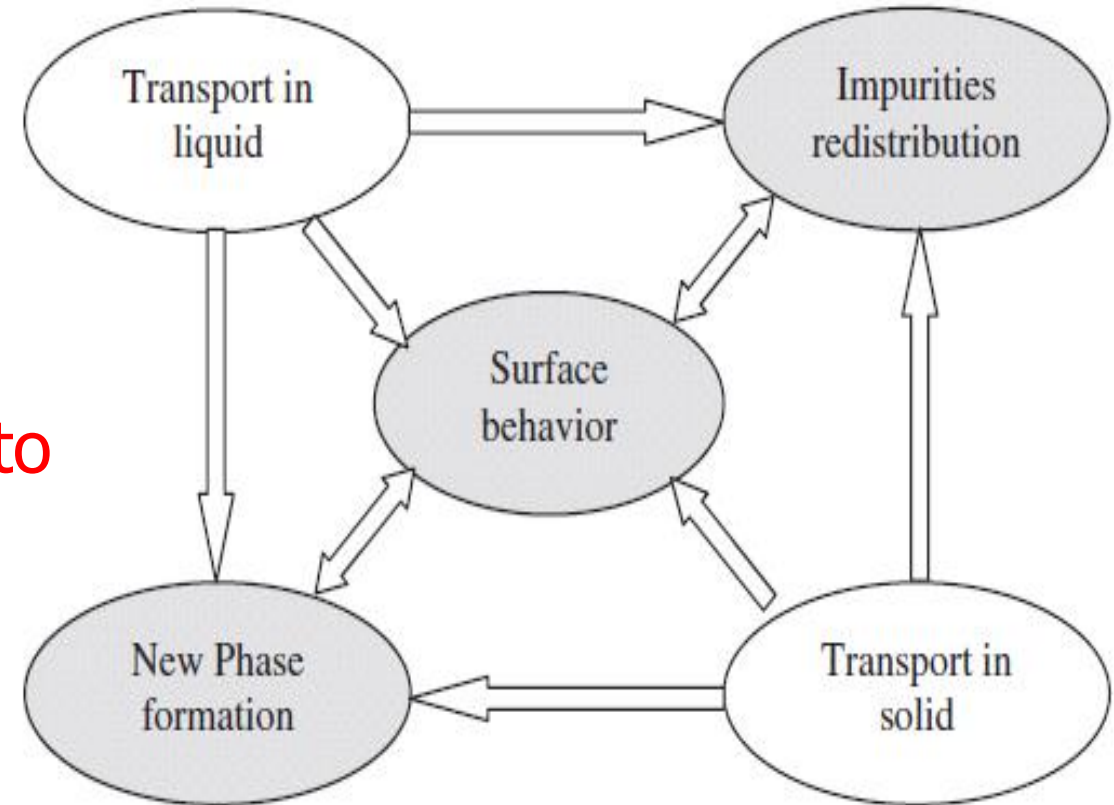 Transport in
liquid
Impurities
redistribution
Surface
behavior
to
New Phase
formation
Transport in
solid